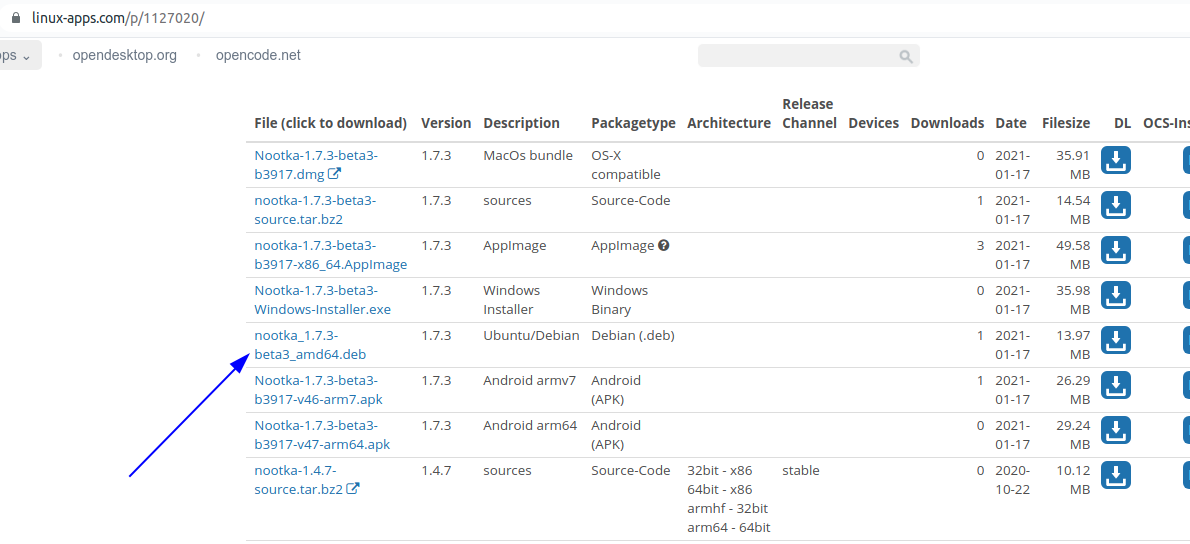 linux-apps.com/p/1127020/
ops opendesktop.org opencode.net
Release
File (click to download) Version Description Packagetype Architecture Channel Devices Downloads Date Filesize DL OCS-Ins
Nootka-1.7.3-beta3- 1.7.3 MacOs bundle OS-X 0 2021- 35.91
b3917.dmg compatible 01-17 MB
nootka-1.7.3-beta3- 1.7.3 sources Source-Code 1 2021- 14.54
source.tar.bz2 01-17 MB
nootka-1.7.3-beta3- 1.7.3 AppImage AppImage 3 2021- 49.58
b3917-x86_64.AppImage 01-17 MB
Nootka-1.7.3-beta3- 1.7.3 Windows Windows 0 2021- 35.98
Windows-Installer.exe Installer Binary 01-17 MB
nootka_1.7.3- 1.7.3 Ubuntu/Debian Debian (.deb) 1 2021- 13.97
beta3_amd64.deb 01-17 MB
Nootka-1.7.3-beta3- 1.7.3 Android armv7 Android 1 2021- 26.29
b3917-v46-arm7.apk (APK) 01-17 MB
Nootka-1.7.3-beta3- 1.7.3 Android arm64 Android 0 2021- 29.24
b3917-v47-arm64.apk (APK) 01-17 MB
nootka-1.4.7- 1.4.7 sources Source-Code 32bit - x86 stable 0 2020- 10.12
source.tar.bz2 64bit - x86 10-22 MB
armhf - 32bit
arm64 - 64bit